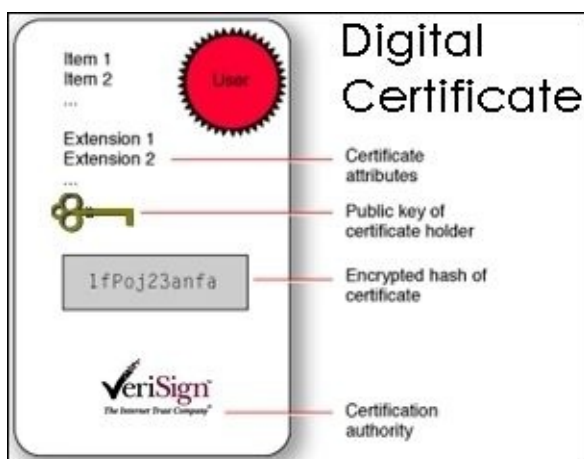 Digital
Certificate
Item 1
Item 2
...
User
Extension 1
Extension 2
...
Certificate
attributes
Public key of
certificate holder
1fPoj23anfa
Encrypted hash of
certificate
VeriSign
The Internet Trust Company
Certification
authority